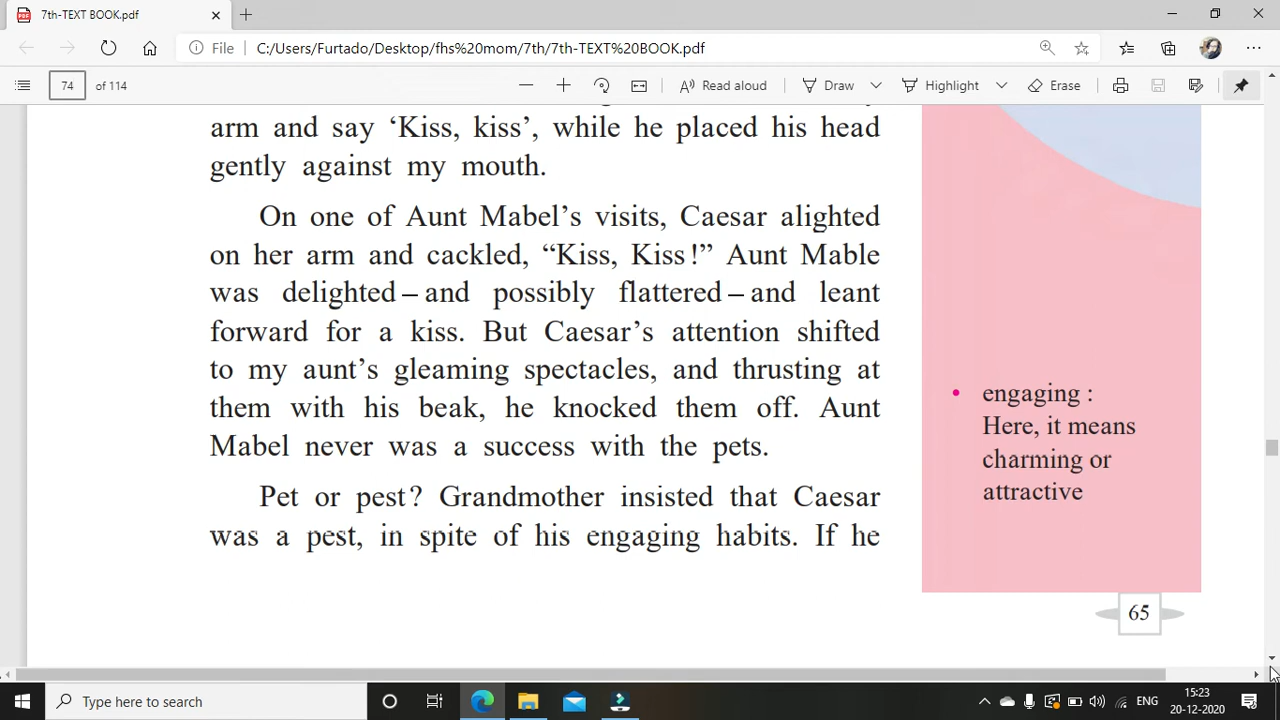 7th-TEXT BOOK.pdf
File
C:/Users/Furtado/Desktop/fhs%20mom/7th/7th-TEXT%20BOOK.pdf
74 of 114
Read aloud
Draw
Highlight
Erase
arm and say ‘Kiss, kiss’, while he placed his head
gently against my mouth.
On one of Aunt Mabel’s visits, Caesar alighted
on her arm and cackled, “Kiss, Kiss!” Aunt Mable
was delighted – and possibly flattered – and leant
forward for a kiss. But Caesar’s attention shifted
to my aunt’s gleaming spectacles, and thrusting at
them with his beak, he knocked them off. Aunt
Mabel never was a success with the pets.
Pet or pest? Grandmother insisted that Caesar
was a pest, in spite of his engaging habits. If he
• engaging :
Here, it means
charming or
attractive
65
Type here to search
ENG
15:23
20-12-2020